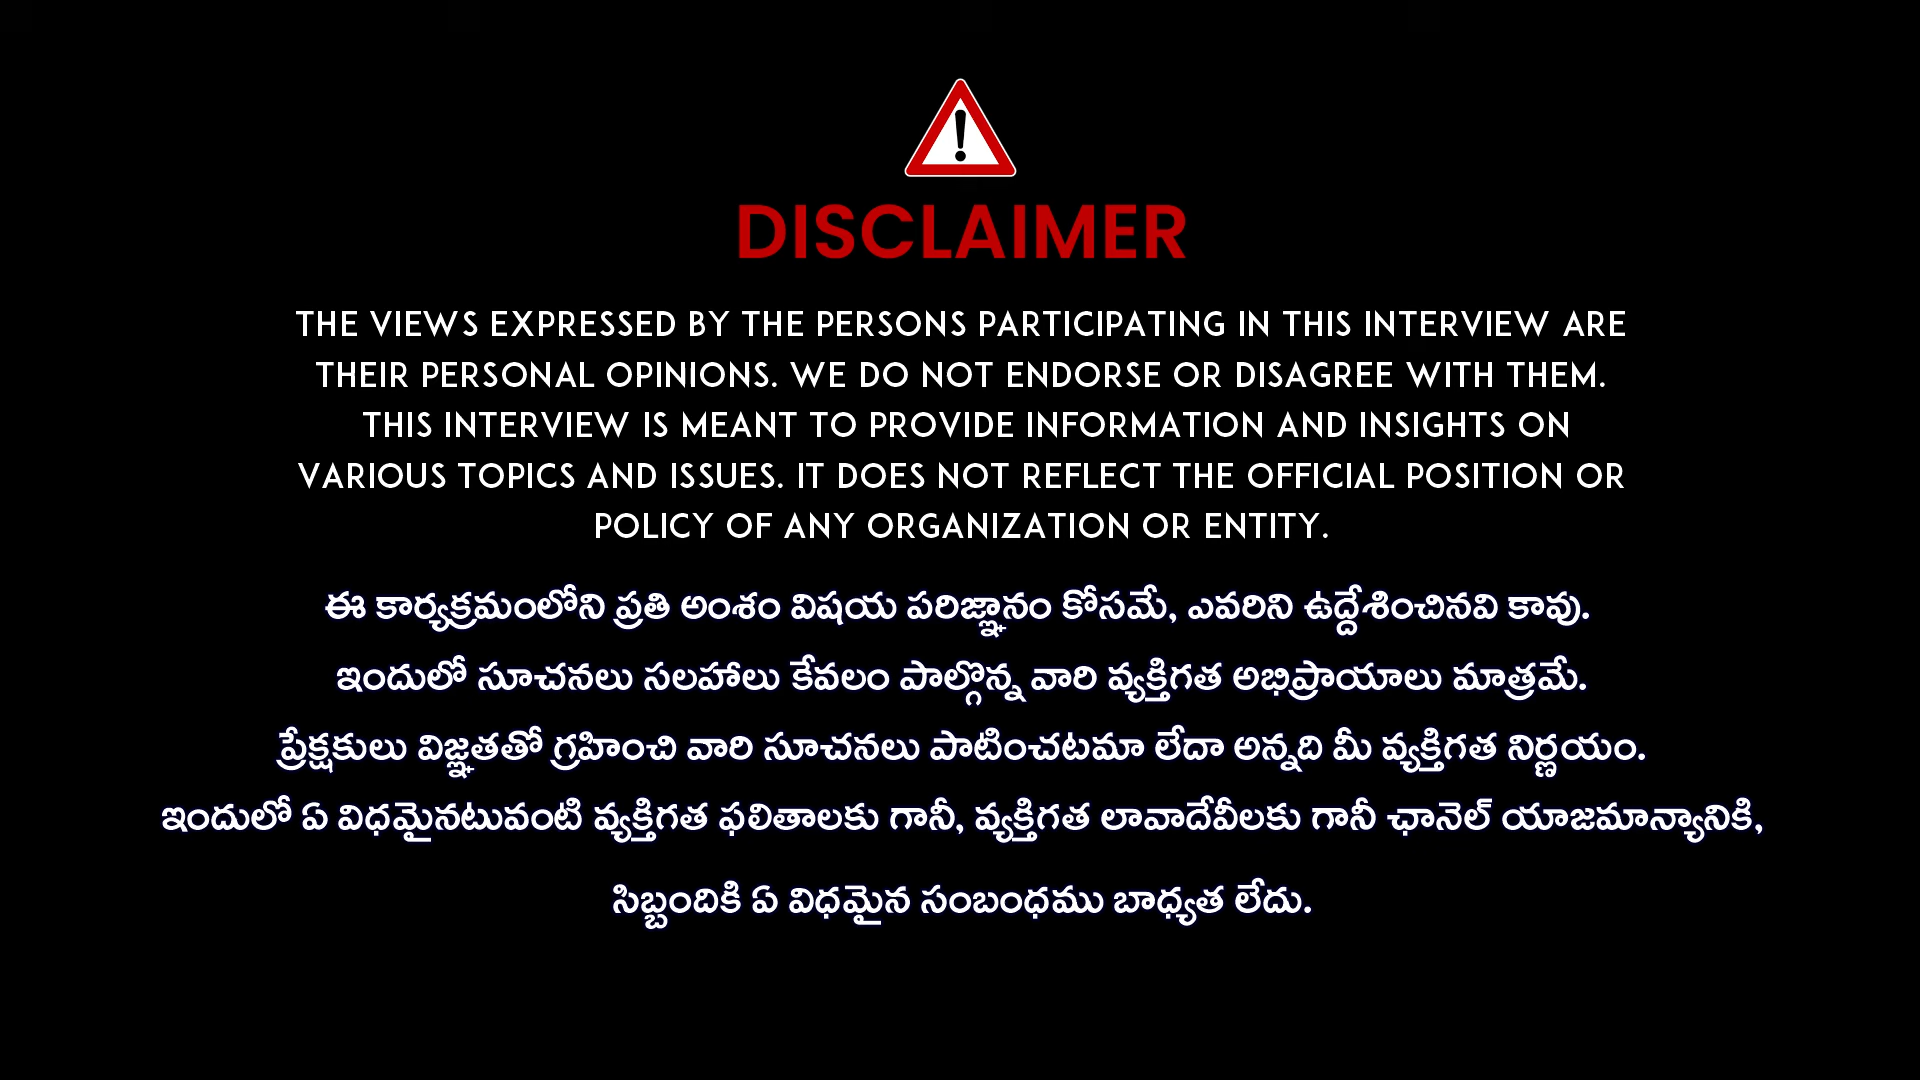 DISCLAIMER
THE VIEWS EXPRESSED BY THE PERSONS PARTICIPATING IN THIS INTERVIEW ARE
THEIR PERSONAL OPINIONS. WE DO NOT ENDORSE OR DISAGREE WITH THEM.
THIS INTERVIEW IS MEANT TO PROVIDE INFORMATION AND INSIGHTS ON
VARIOUS TOPICS AND ISSUES. IT DOES NOT REFLECT THE OFFICIAL POSITION OR
POLICY OF ANY ORGANIZATION OR ENTITY.
ఈ కార్యక్రమంలోని ప్రతి అంశం విషయ పరిజ్ఞానం కోసమే, ఎవరిని ఉద్దేశించినవి కావు.
ఇందులో సూచనలు సలహాలు కేవలం పాల్గొన్న వారి వ్యక్తిగత అభిప్రాయాలు మాత్రమే.
ప్రేక్షకులు విజ్ఞతతో గ్రహించి వారి సూచనలు పాటించటమా లేదా అన్నది మీ వ్యక్తిగత నిర్ణయం.
ఇందులో ఏ విధమైనటువంటి వ్యక్తిగత ఫలితాలకు గానీ, వ్యక్తిగత లావాదేవీలకు గానీ ఛానెల్ యాజమాన్యానికి,
సిబ్బందికి ఏ విధమైన సంబంధము బాధ్యత లేదు.